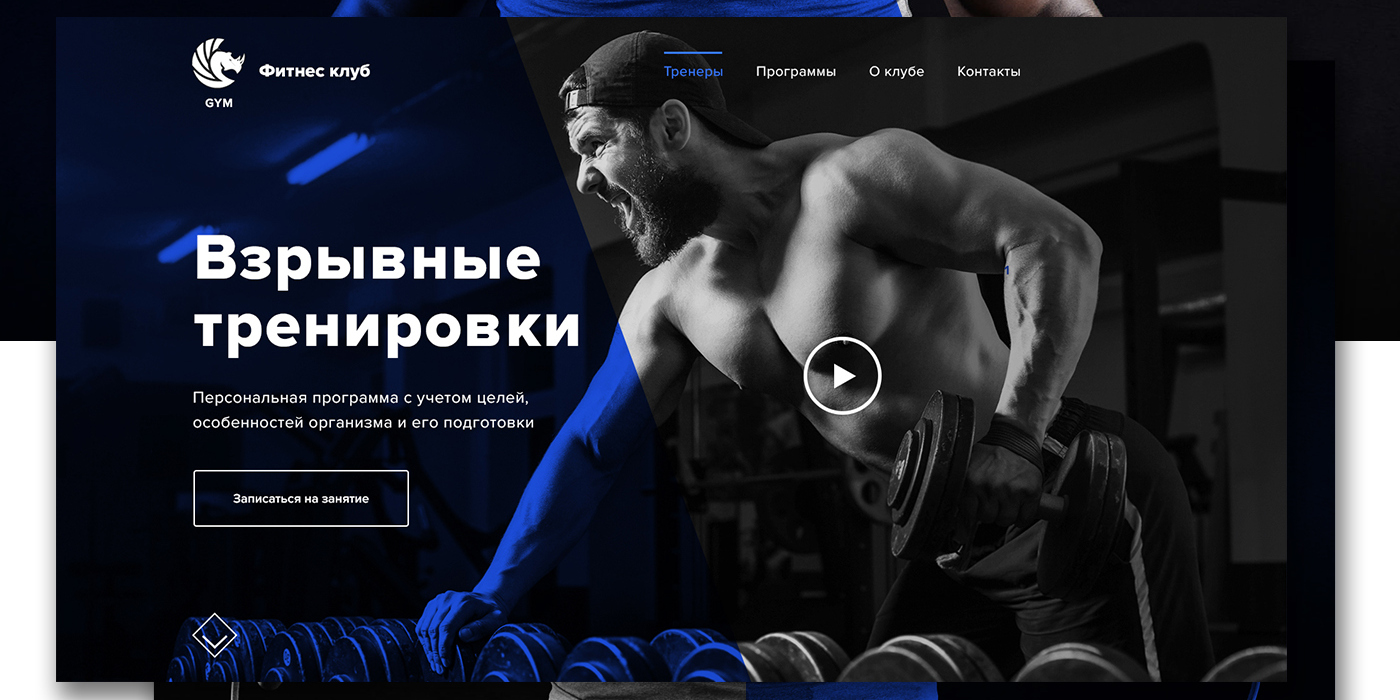 Фитнес клуб
GYM
Тренеры
Программы
О клубе
Контакты
Взрывные
тренировки
Персональная программа с учетом целей,
особенностей организма и его подготовки
Записаться на занятие